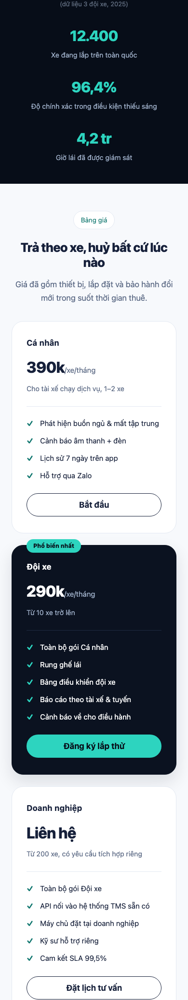 (dữ liệu 3 đội xe, 2025)
12.400
Xe đang lắp trên toàn quốc
96,4%
Độ chính xác trong điều kiện thiếu sáng
4,2 tr
Giờ lái đã được giám sát
Bảng giá
Trả theo xe, huỷ bất cứ lúc
nào
Giá đã gồm thiết bị, lắp đặt và bảo hành đổi
mới trong suốt thời gian thuê.
Cá nhân
390k/xe/tháng
Cho tài xế chạy dịch vụ, 1–2 xe
Phát hiện buồn ngủ & mất tập trung
Cảnh báo âm thanh + đèn
Lịch sử 7 ngày trên app
Hỗ trợ qua Zalo
Bắt đầu
Phổ biến nhất
Đội xe
290k/xe/tháng
Từ 10 xe trở lên
Toàn bộ gói Cá nhân
Rung ghế lái
Bảng điều khiển đội xe
Báo cáo theo tài xế & tuyến
Cảnh báo về cho điều hành
Đăng ký lắp thử
Doanh nghiệp
Liên hệ
Từ 200 xe, có yêu cầu tích hợp riêng
Toàn bộ gói Đội xe
API nối vào hệ thống TMS sẵn có
Máy chủ đặt tại doanh nghiệp
Kỹ sư hỗ trợ riêng
Cam kết SLA 99,5%
Đặt lịch tư vấn